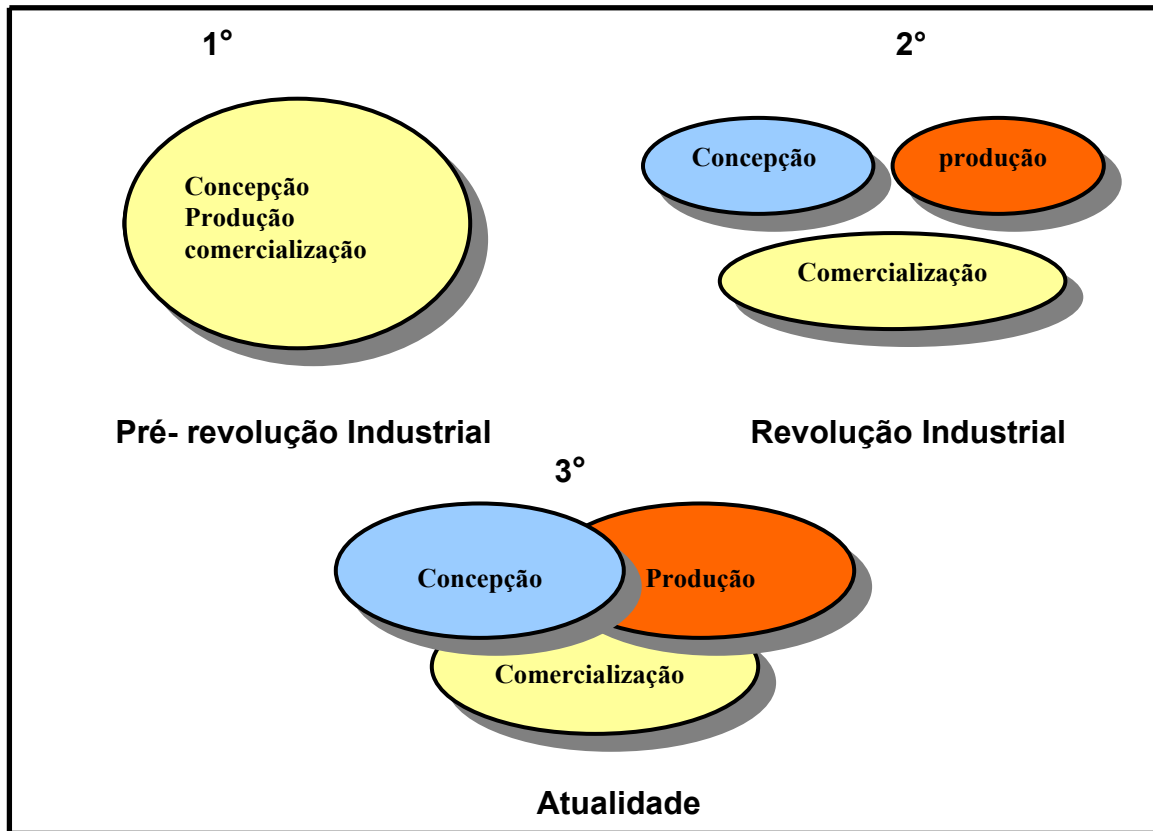 1°
2°
Concepção
Produção
comercialização
Concepção
produção
Comercialização
Pré- revolução Industrial
Revolução Industrial
3°
Concepção
Produção
Comercialização
Atualidade